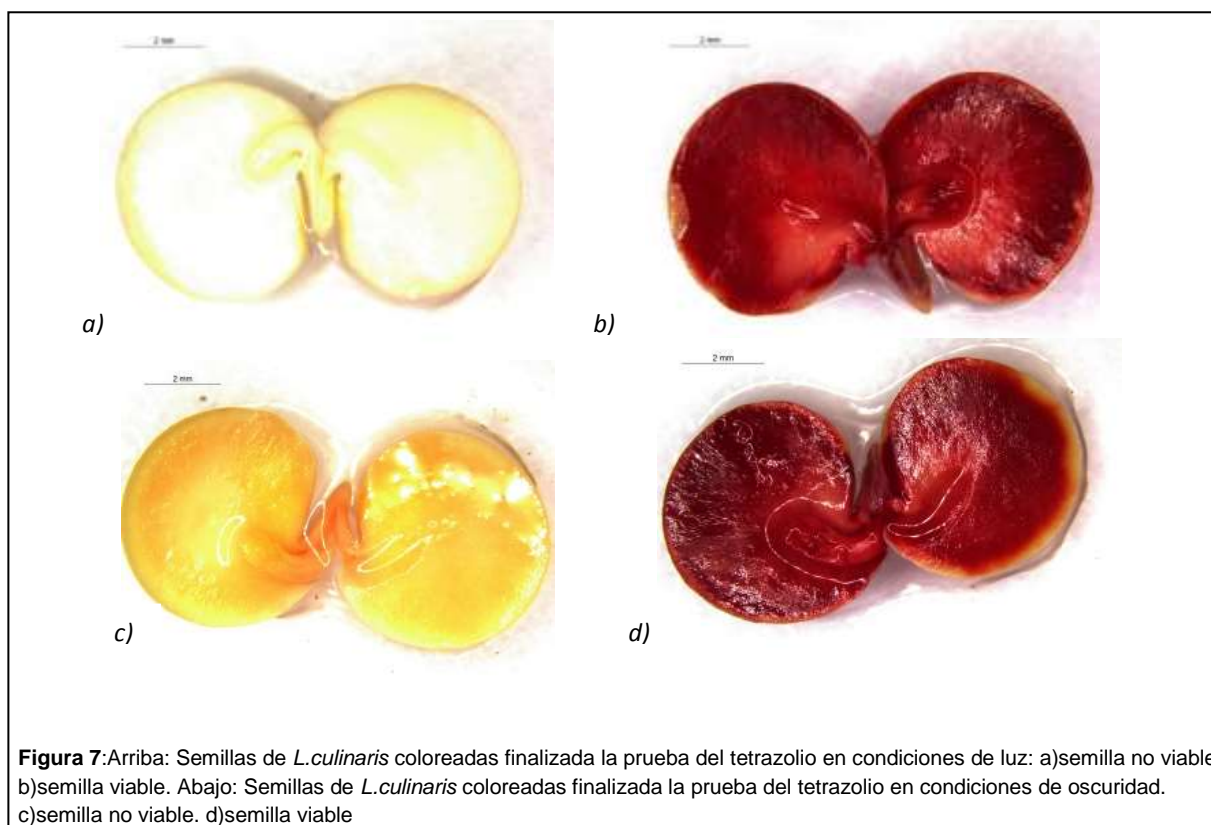 2 mm
2 mm
a)
b)
2 mm
2 mm
c)
d)
Figura 7:Arriba: Semillas de L.culinaris coloreadas finalizada la prueba del tetrazolio en condiciones de luz: a)semilla no viable
b)semilla viable. Abajo: Semillas de L.culinaris coloreadas finalizada la prueba del tetrazolio en condiciones de oscuridad.
c)semilla no viable. d)semilla viable